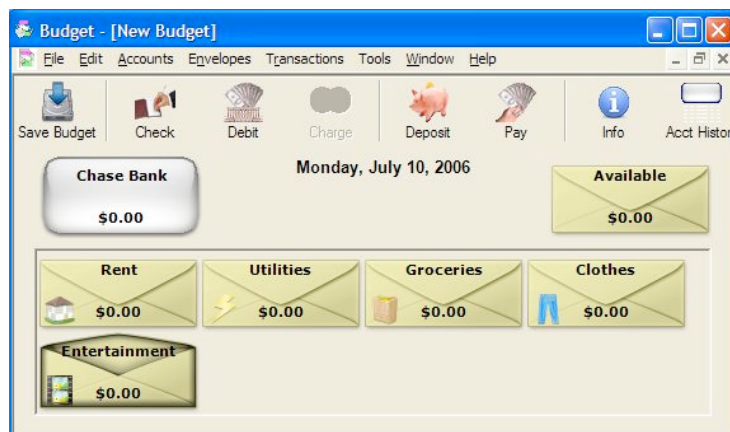 Budget - [New Budget]
File Edit Accounts Envelopes Transactions Tools Window Help
Save Budget Check Debit Charge Deposit Pay Info Acct Histor
Monday, July 10, 2006
Chase Bank
$0.00
Available
$0.00
Rent
$0.00
Utilities
$0.00
Groceries
$0.00
Clothes
$0.00
Entertainment
$0.00